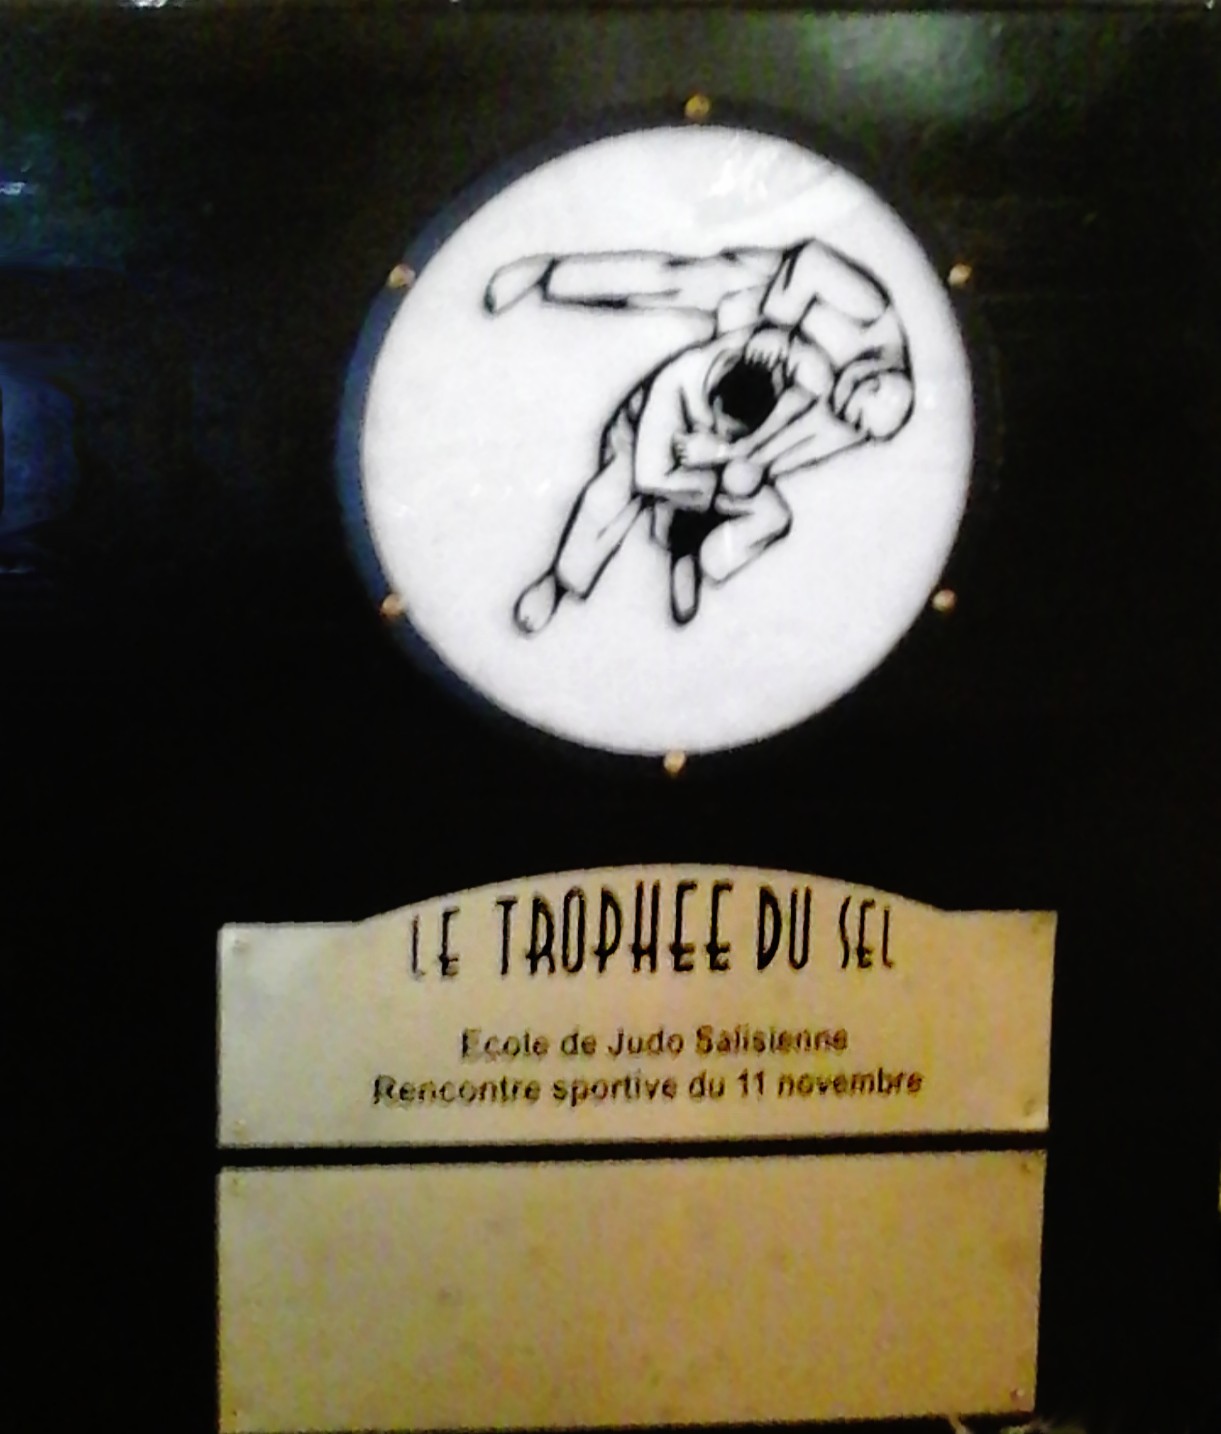 LE TROPHEE DU SEL
Ecole de Judo Salisienne
Rencontre sportive du 11 novembre